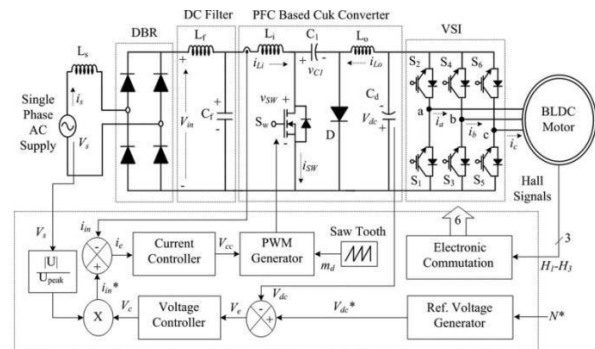 DC Filter
PFC Based Cuk Converter
DBR
VSI
Ls
Lf
Li
C1
Lo
iLi
vC1
iLo
is
Single
Phase
AC
Supply
Vs
Vin
Cf
vSW
Sw
iSW
D
Cd
Vdc
S2
S4
S6
a
b
c
ia
ib
ic
S1
S3
S5
BLDC
Motor
Hall
Signals
6
3
H1-H3
Vs
iin
ie
Current
Controller
Vcc
PWM
Generator
Saw Tooth
md
Electronic
Commutation
|U|
Upeak
iin*
X
Vc
Voltage
Controller
Ve
Vdc
Vdc*
Ref. Voltage
Generator
N*